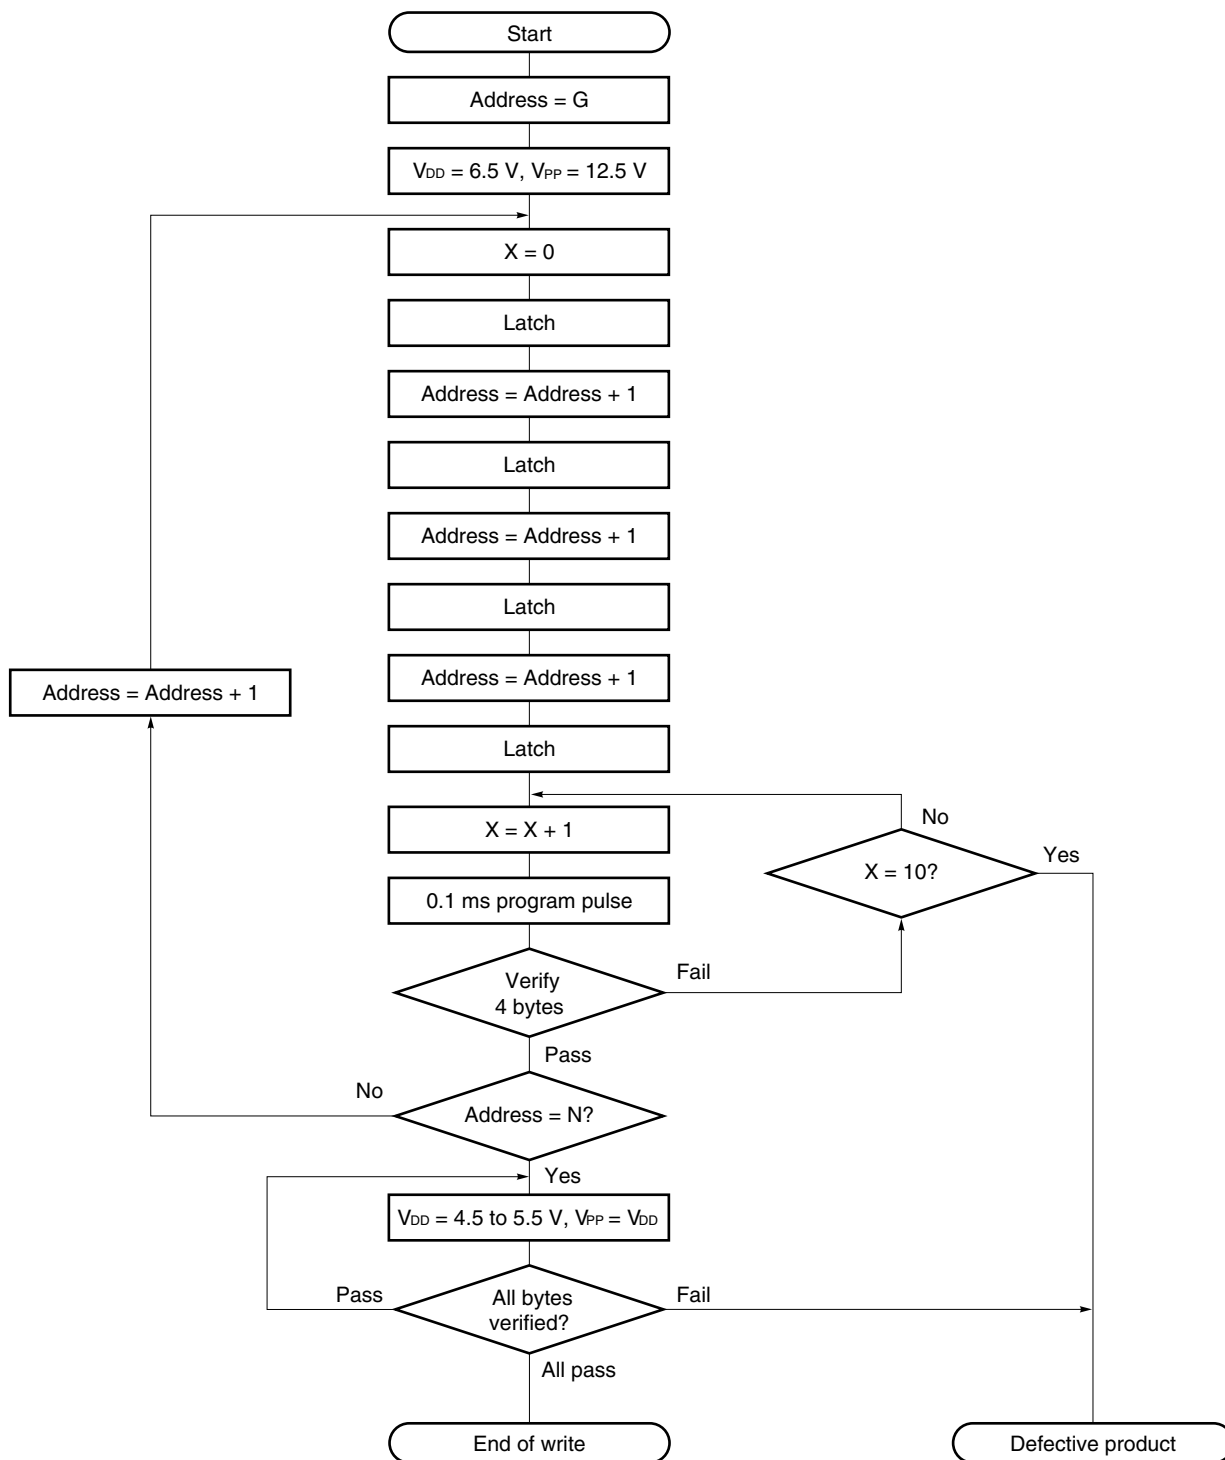 Start
Address = G
VDD = 6.5 V, VPP = 12.5 V
X = 0
Latch
Address = Address + 1
Latch
Address = Address + 1
Latch
Address = Address + 1
Address = Address + 1
Latch
X = X + 1
No
X = 10?
Yes
0.1 ms program pulse
Verify
4 bytes
Fail
Pass
No
Address = N?
Yes
VDD = 4.5 to 5.5 V, VPP = VDD
Pass
All bytes
verified?
Fail
All pass
End of write
Defective product